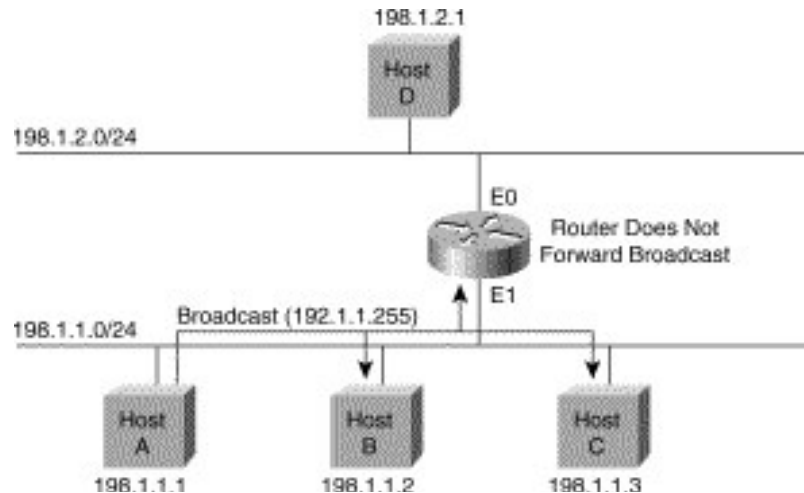 198.1.2.1
Host
D
198.1.2.0/24
E0
Router Does Not
Forward Broadcast
E1
Broadcast (192.1.1.255)
198.1.1.0/24
Host
A
Host
B
Host
C
198.1.1.1
198.1.1.2
198.1.1.3